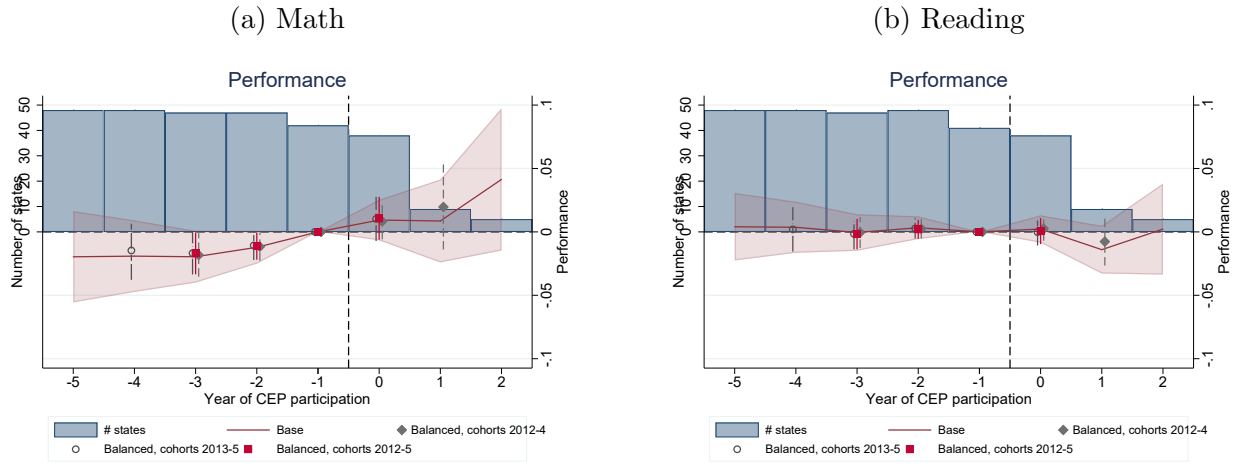 (a) Math
Performance
Number of states
50
40
30
20
10
0
.1
.05
0
-.05
-.1
Performance
-5 -4 -3 -2 -1 0 1 2
Year of CEP participation
# states Base Balanced, cohorts 2012-4
Balanced, cohorts 2013-5 Balanced, cohorts 2012-5
(b) Reading
Performance
Number of states
50
40
30
20
10
0
.1
.05
0
-.05
-.1
Performance
-5 -4 -3 -2 -1 0 1 2
Year of CEP participation
# states Base Balanced, cohorts 2012-4
Balanced, cohorts 2013-5 Balanced, cohorts 2012-5